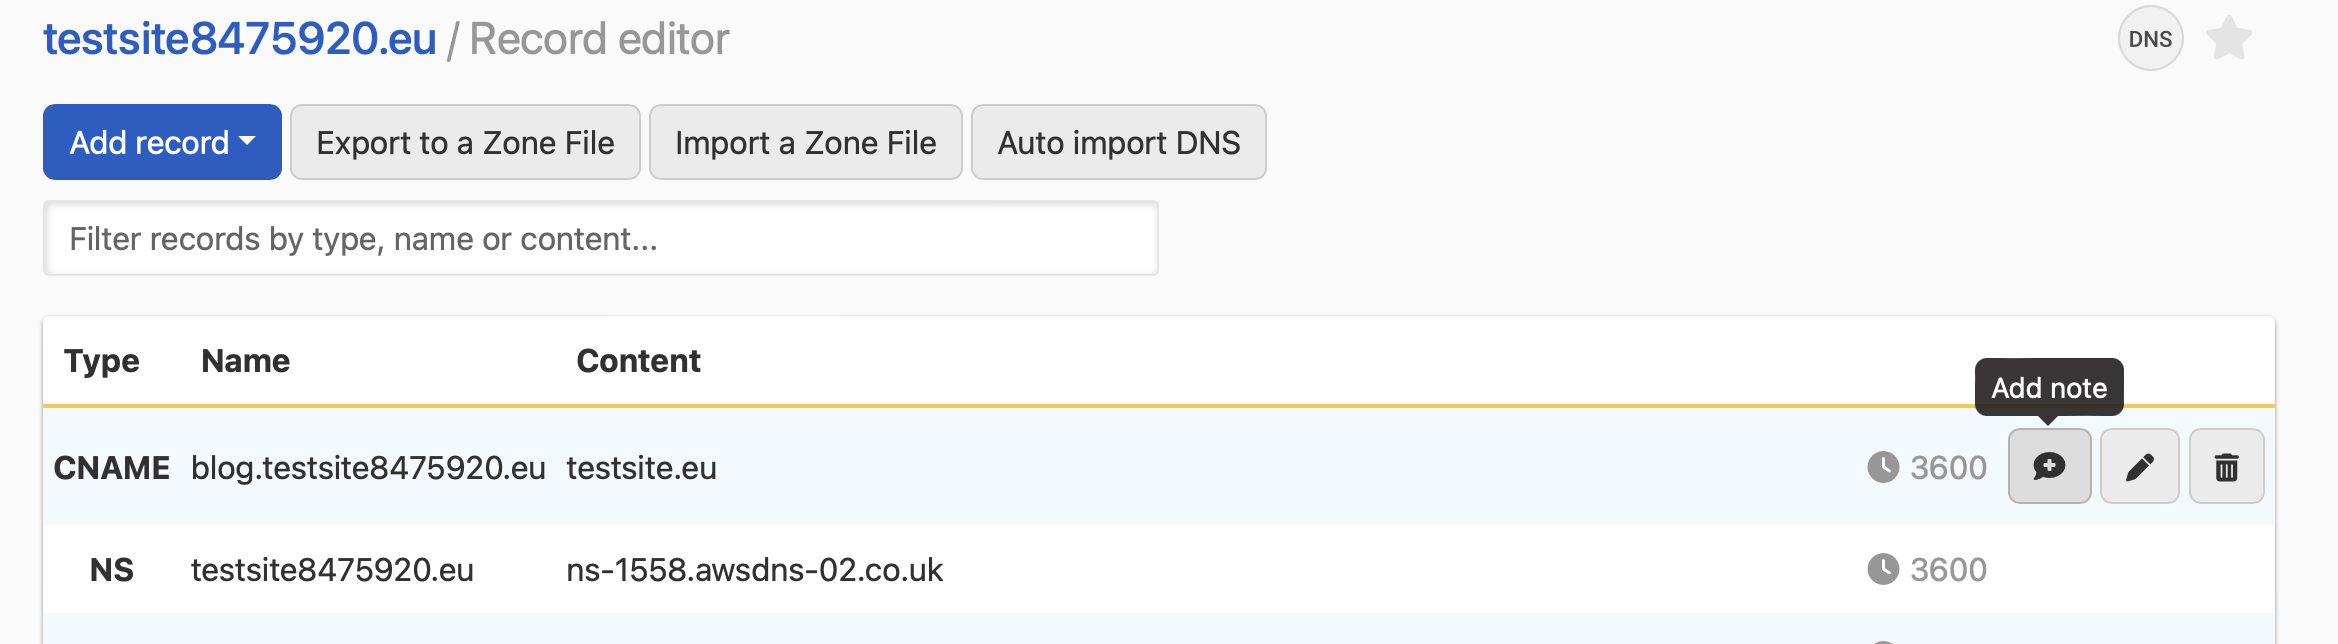 testsite8475920.eu / Record editor
DNS
Add record
Export to a Zone File
Import a Zone File
Auto import DNS
Filter records by type, name or content...
Type Name Content
Add note
CNAME blog.testsite8475920.eu testsite.eu 3600
NS testsite8475920.eu ns-1558.awsdns-02.co.uk 3600